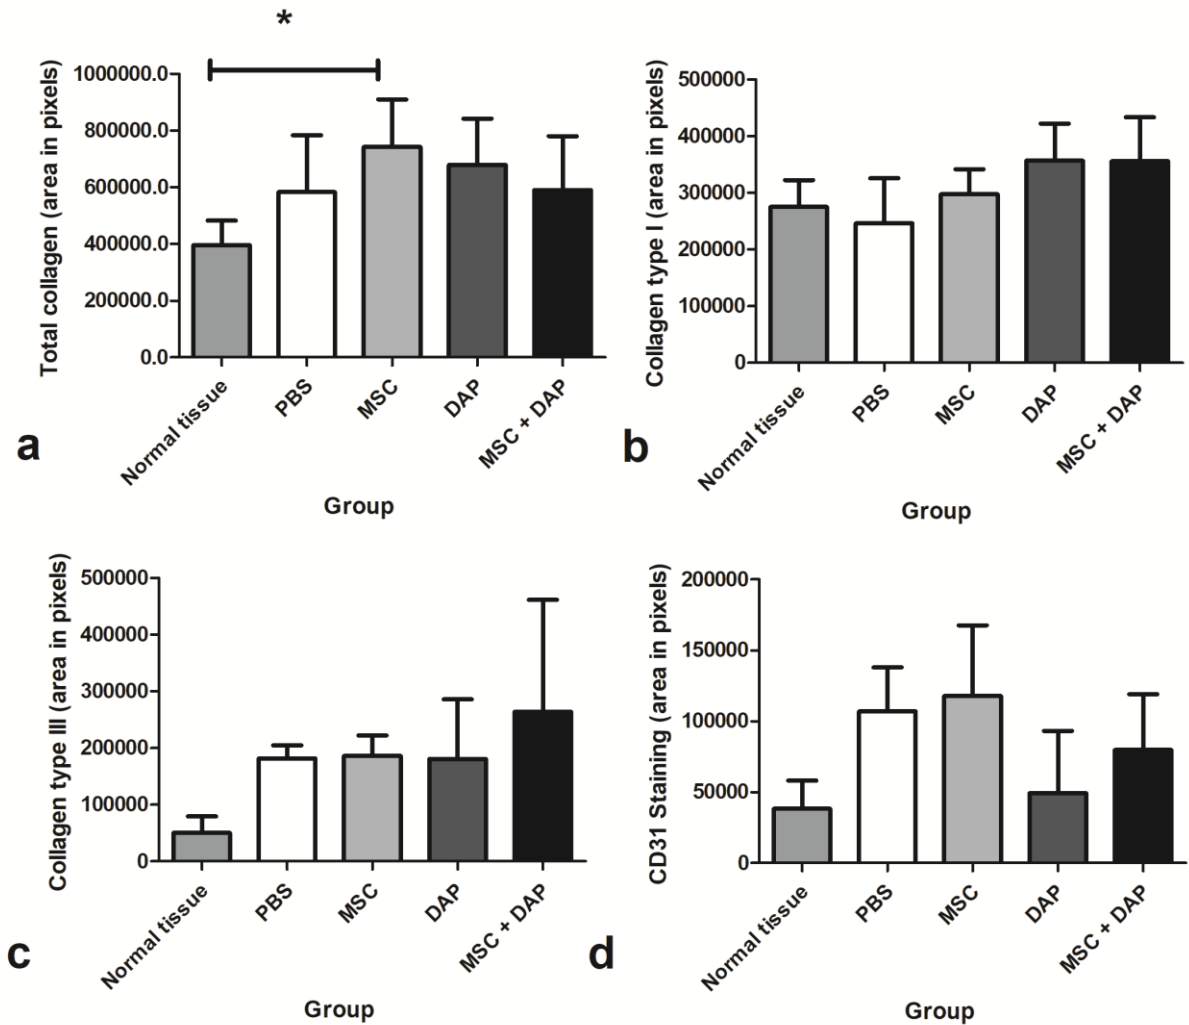 *
Total collagen (area in pixels)
1000000.0
800000.0
600000.0
400000.0
200000.0
0.0
Normal tissue
PBS
MSC
DAP
MSC + DAP
Group
a
Collagen type I (area in pixels)
500000
400000
300000
200000
100000
0
Normal tissue
PBS
MSC
DAP
MSC + DAP
Group
b
Collagen type III (area in pixels)
500000
400000
300000
200000
100000
0
Normal tissue
PBS
MSC
DAP
MSC + DAP
Group
c
CD31 Staining (area in pixels)
200000
150000
100000
50000
0
Normal tissue
PBS
MSC
DAP
MSC + DAP
Group
d